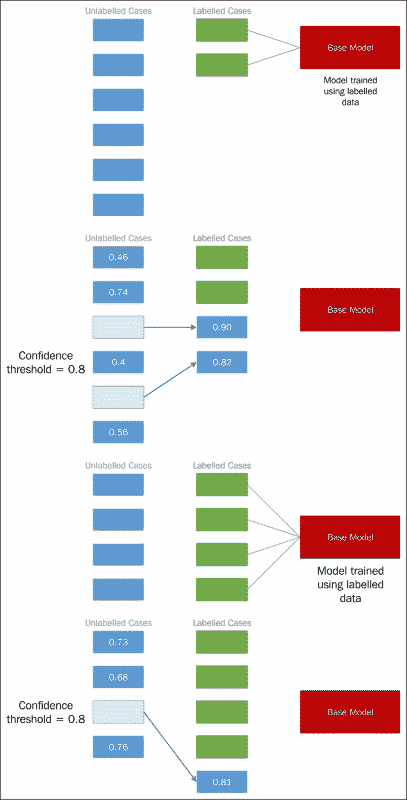 Unlabelled Cases Labelled Cases
Base Model
Model trained
using labelled
data
Unlabelled Cases Labelled Cases
0.46
0.74
0.90
Base Model
Confidence
threshold = 0.8
0.4
0.82
0.56
Unlabelled Cases Labelled Cases
Base Model
Model trained
using labelled
data
Unlabelled Cases Labelled Cases
0.73
0.68
Confidence
threshold = 0.8
Base Model
0.76
0.81